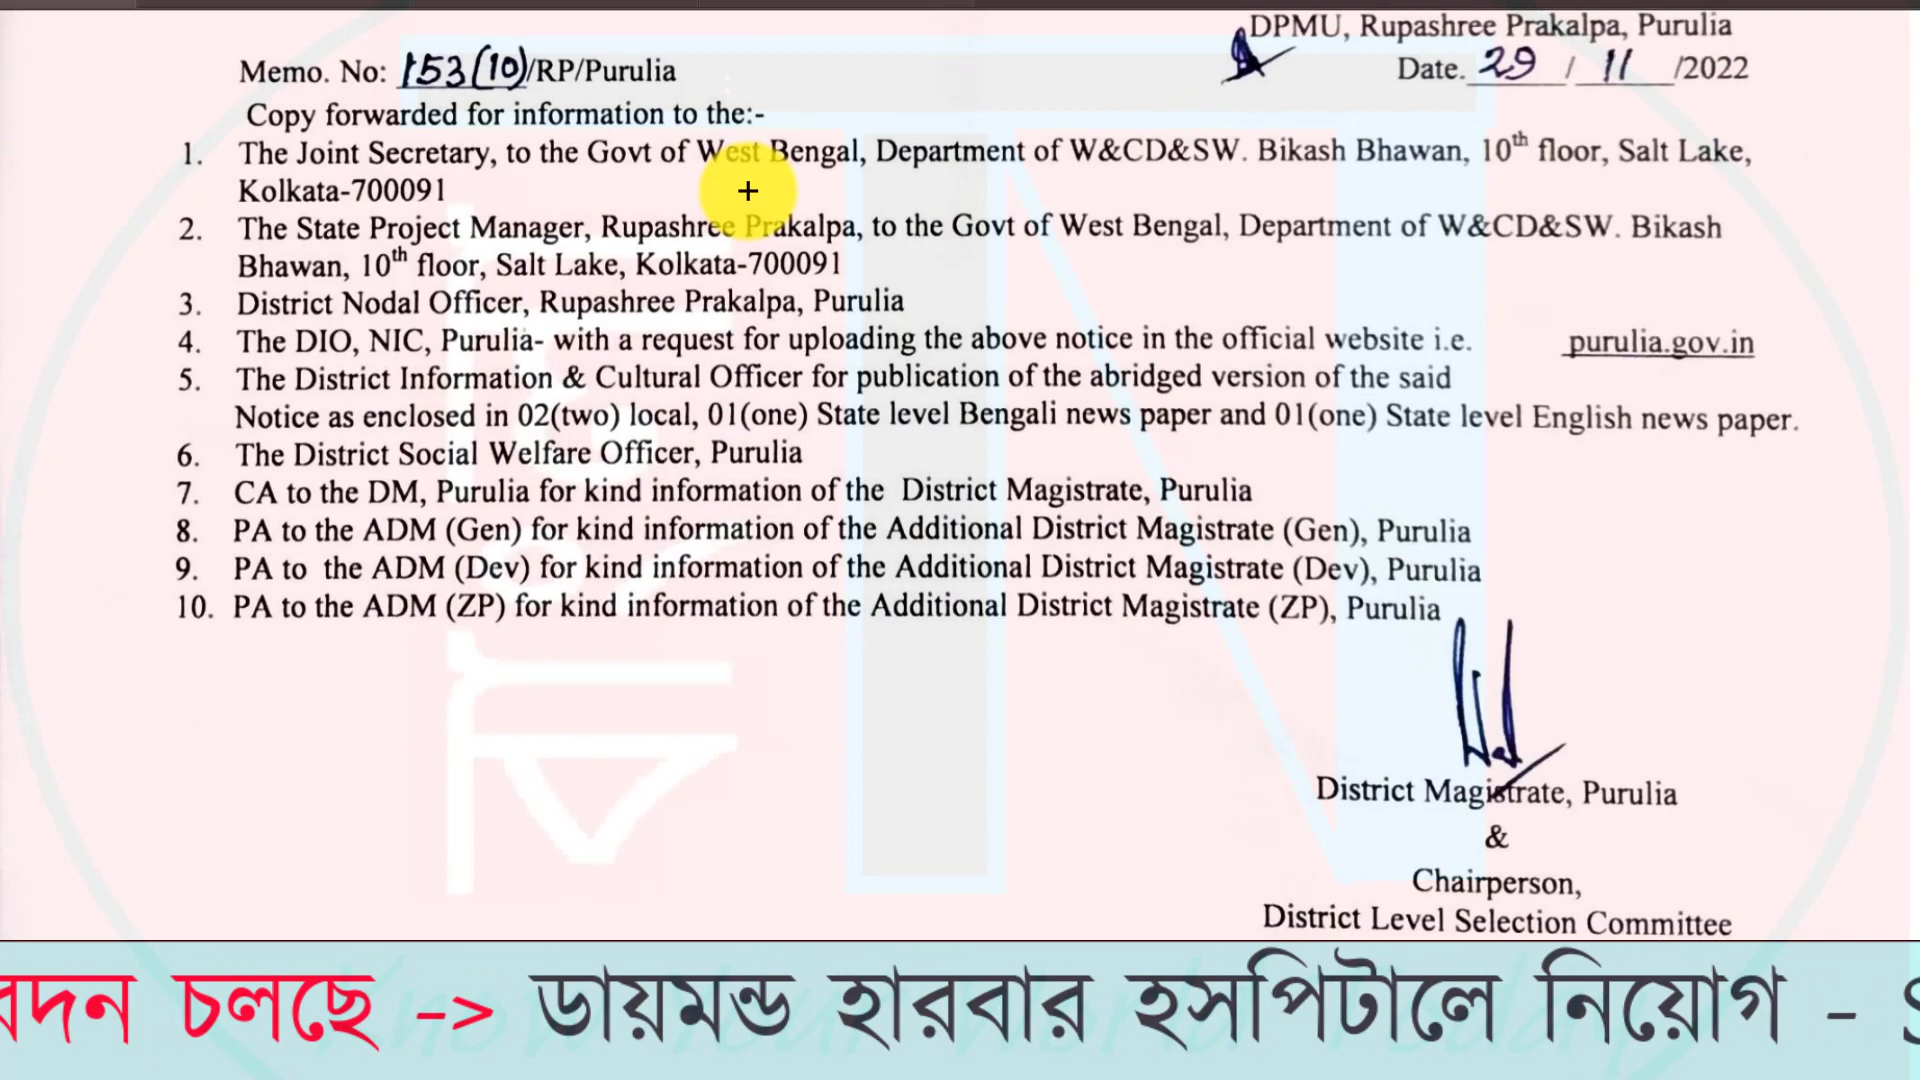 DPMU, Rupashree Prakalpa, Purulia
Memo. No: 153(10)/RP/Purulia
Date. 29 / 11 /2022
Copy forwarded for information to the:-
1. The Joint Secretary, to the Govt of West Bengal, Department of W&CD&SW. Bikash Bhawan, 10th floor, Salt Lake,
Kolkata-700091
2. The State Project Manager, Rupashree Prakalpa, to the Govt of West Bengal, Department of W&CD&SW. Bikash
Bhawan, 10th floor, Salt Lake, Kolkata-700091
3. District Nodal Officer, Rupashree Prakalpa, Purulia
4. The DIO, NIC, Purulia- with a request for uploading the above notice in the official website i.e. purulia.gov.in
5. The District Information & Cultural Officer for publication of the abridged version of the said
Notice as enclosed in 02(two) local, 01(one) State level Bengali news paper and 01(one) State level English news paper.
6. The District Social Welfare Officer, Purulia
7. CA to the DM, Purulia for kind information of the District Magistrate, Purulia
8. PA to the ADM (Gen) for kind information of the Additional District Magistrate (Gen), Purulia
9. PA to the ADM (Dev) for kind information of the Additional District Magistrate (Dev), Purulia
10. PA to the ADM (ZP) for kind information of the Additional District Magistrate (ZP), Purulia
District Magistrate, Purulia
&
Chairperson,
District Level Selection Committee
চলছে -> ডায়মন্ড হারবার হসপিটালে নিয়োগ -